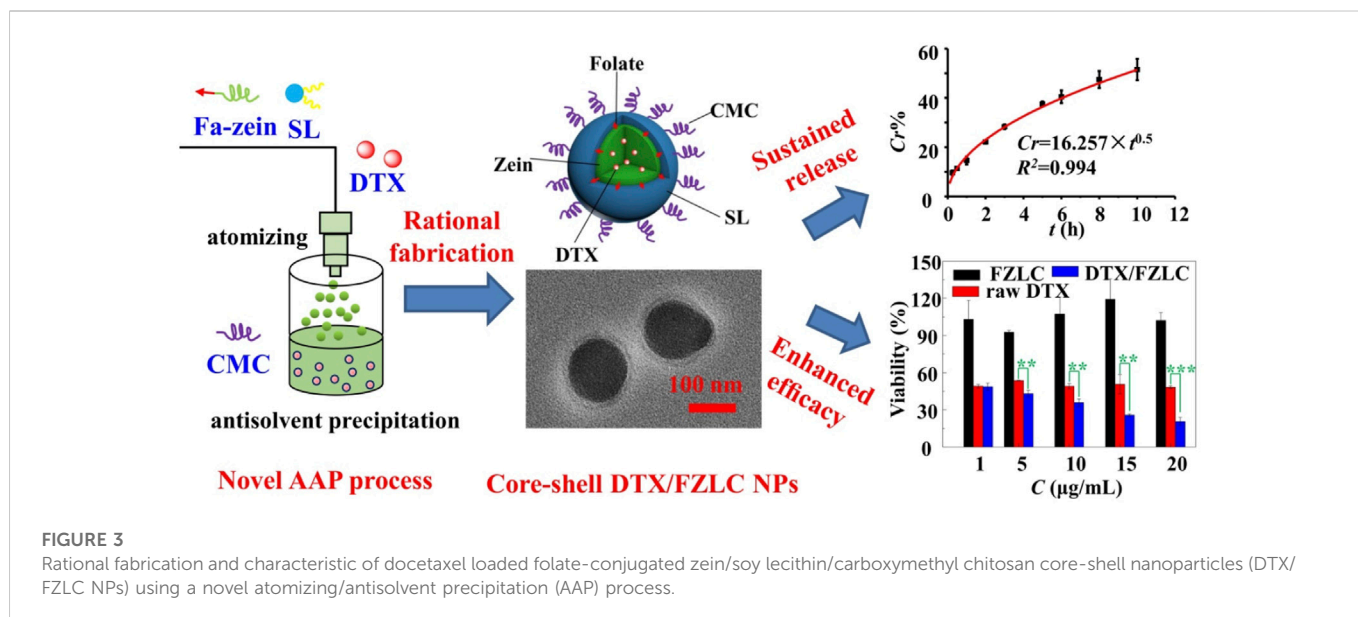 Fa-zein SL
DTX
atomizing
CMC
antisolvent precipitation
Novel AAP process
Rational
fabrication
Folate
CMC
Zein
SL
DTX
100 nm
Core-shell DTX/FZLC NPs
Sustained
release
Enhanced
efficacy
60
40
20
0
Cr%
Cr=16.257×t^0.5
R²=0.994
0 2 4 6 8 10 12
t (h)
150
120
90
60
30
0
Viability (%)
FZLC DTX/FZLC
raw DTX
** ** ** ***
1 5 10 15 20
C (μg/mL)
FIGURE 3
Rational fabrication and characteristic of docetaxel loaded folate-conjugated zein/soy lecithin/carboxymethyl chitosan core-shell nanoparticles (DTX/
FZLC NPs) using a novel atomizing/antisolvent precipitation (AAP) process.